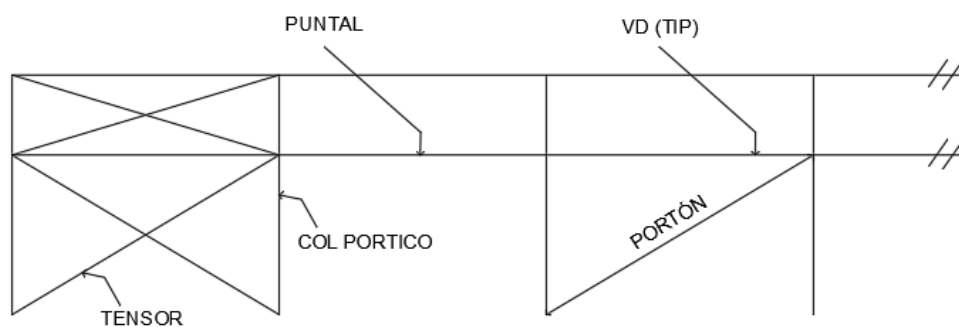 PUNTAL
VD (TIP)
PORTÓN
COL PORTICO
TENSOR